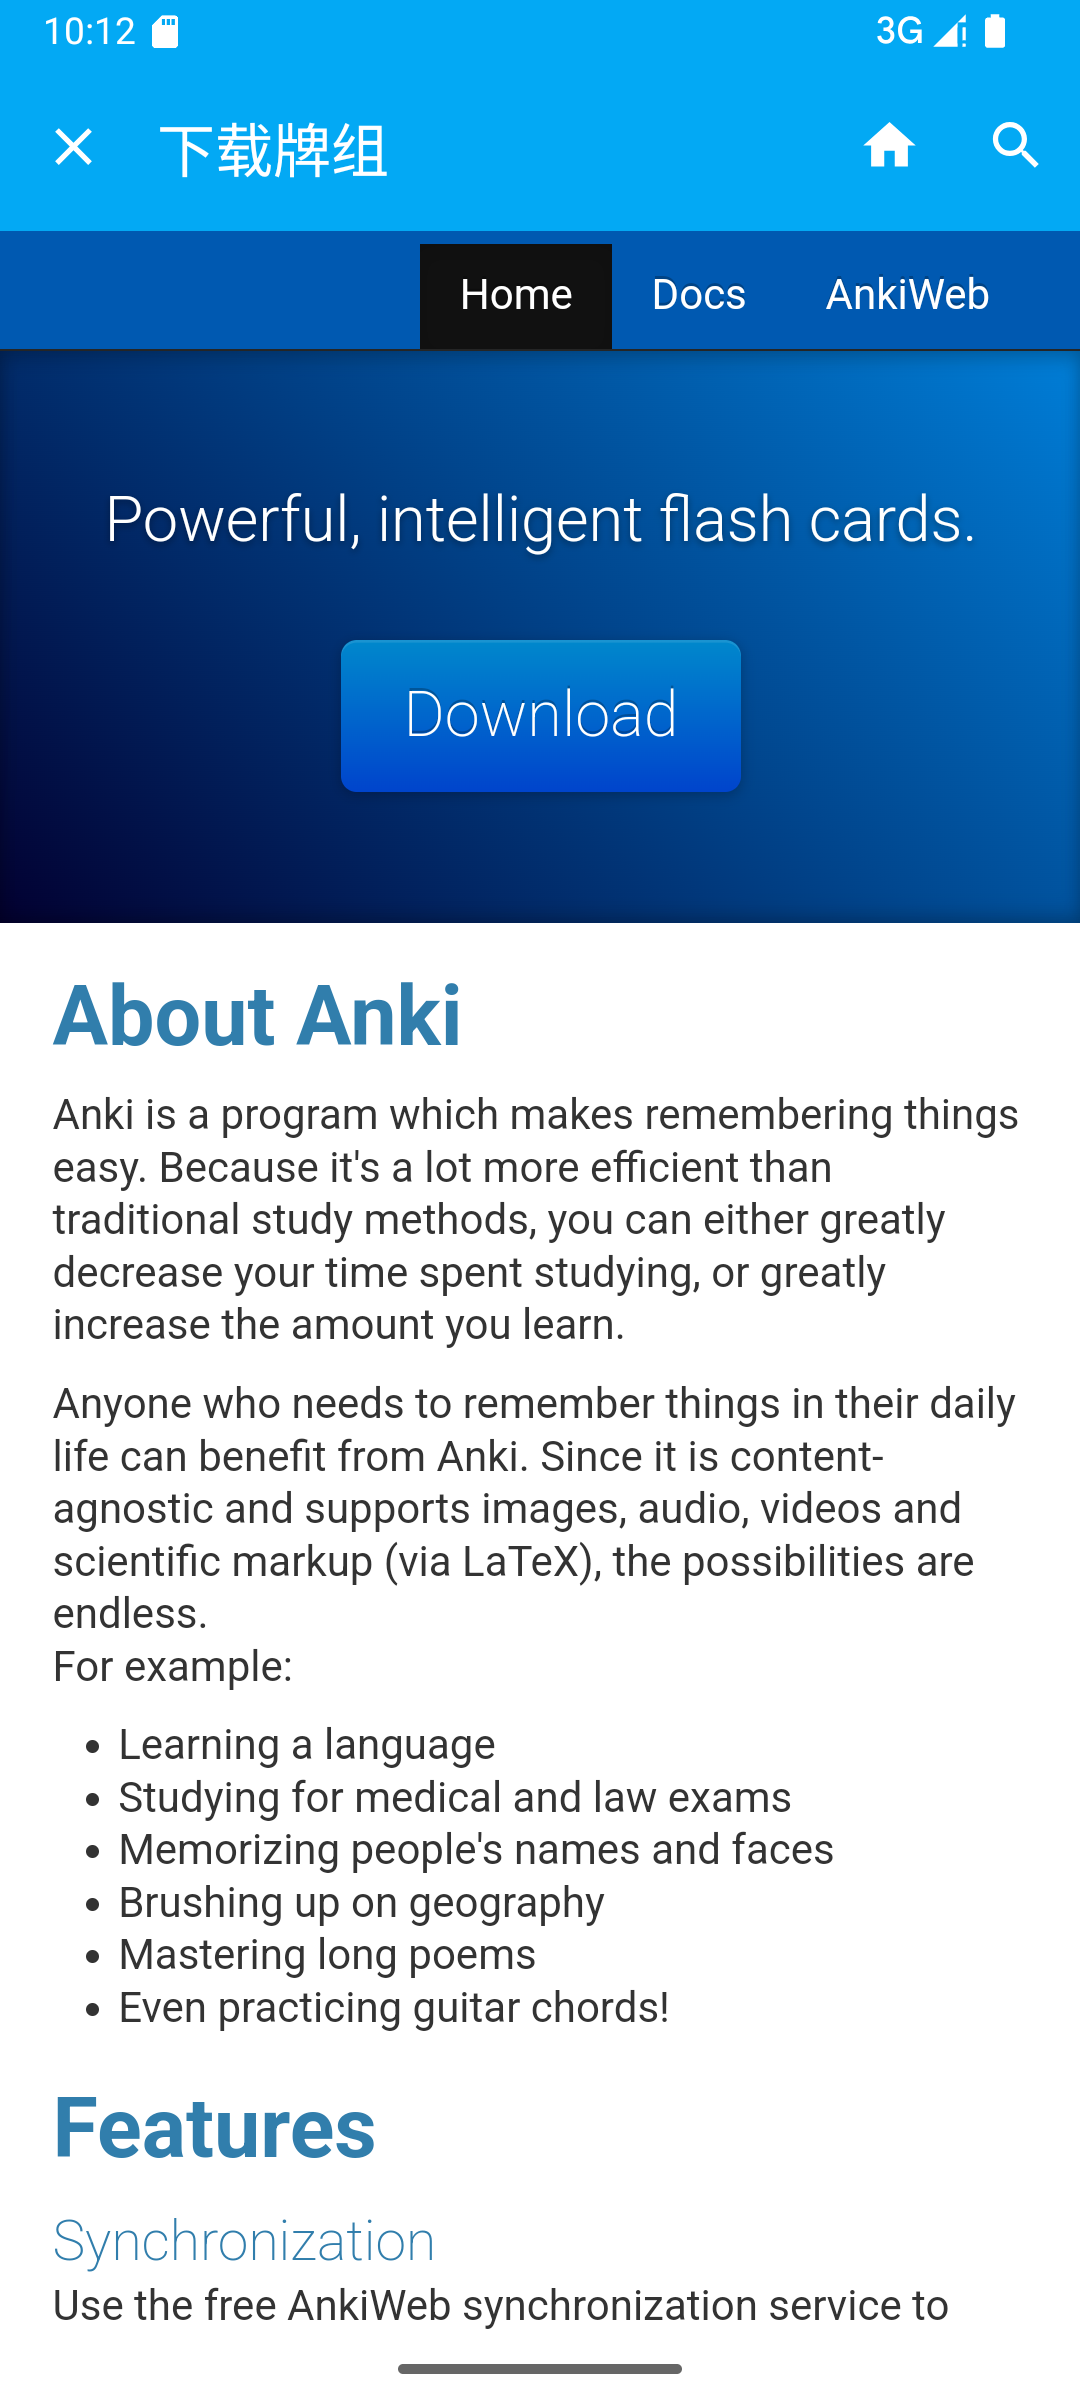 10:12
3G
下载牌组
Home
Docs
AnkiWeb
Powerful, intelligent flash cards.
Download
About Anki
Anki is a program which makes remembering things
easy. Because it's a lot more efficient than
traditional study methods, you can either greatly
decrease your time spent studying, or greatly
increase the amount you learn.
Anyone who needs to remember things in their daily
life can benefit from Anki. Since it is content-
agnostic and supports images, audio, videos and
scientific markup (via LaTeX), the possibilities are
endless.
For example:
• Learning a language
• Studying for medical and law exams
• Memorizing people's names and faces
• Brushing up on geography
• Mastering long poems
• Even practicing guitar chords!
Features
Synchronization
Use the free AnkiWeb synchronization service to